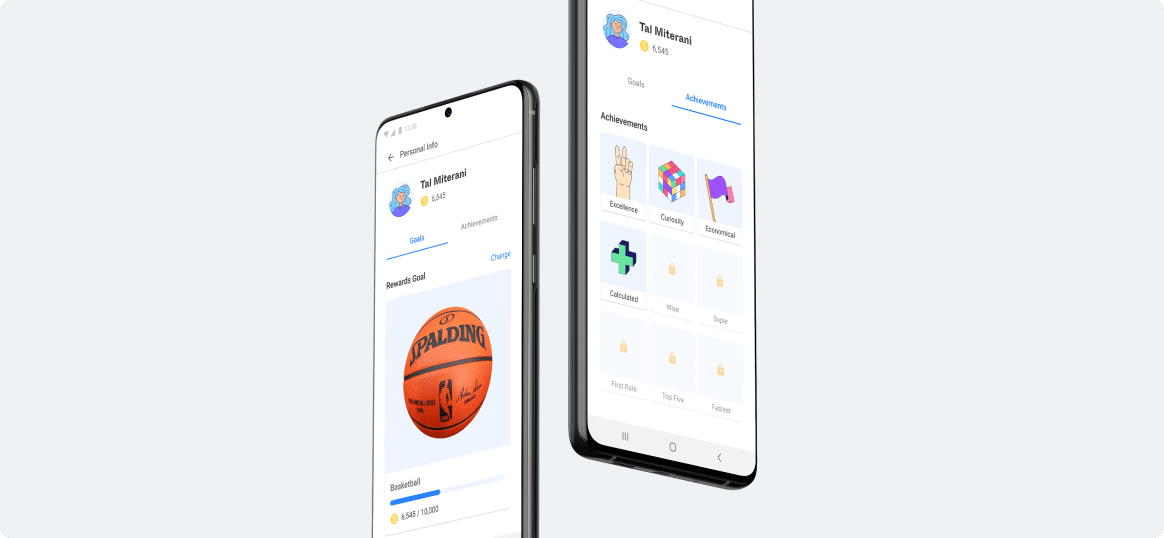 12:30
Personal Info
Tal Miterani
6,545
Goals
Achievements
Change
Rewards Goal
SPALDING
Basketball
6,545 / 10,000
Tal Miterani
6,545
Goals
Achievements
Achievements
Excellence
Curiosity
Economical
Calculated
Wise
Super
First Rate
Top Five
Fastest